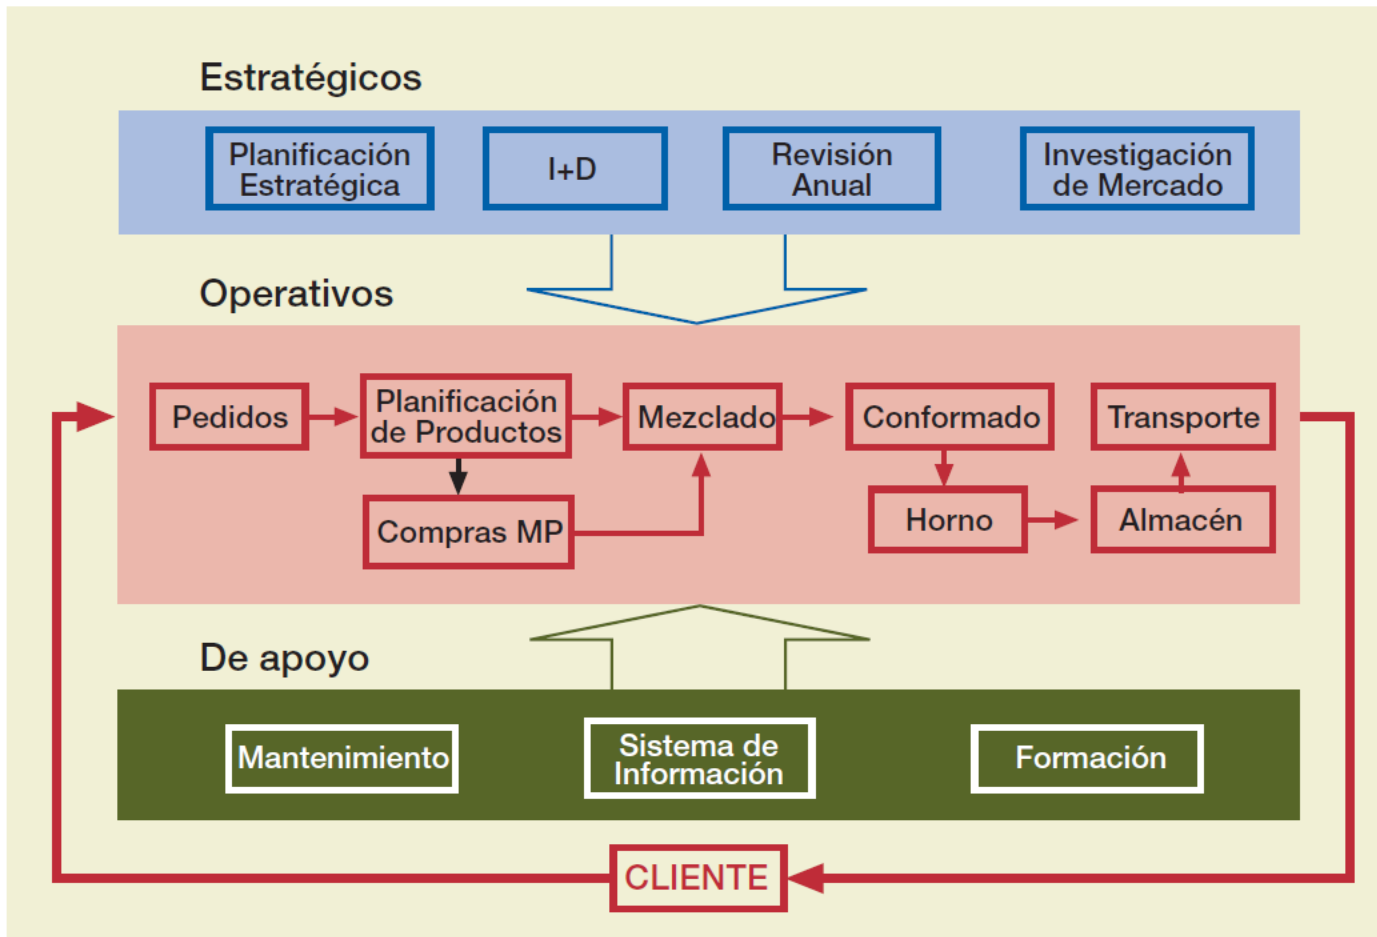 Estratégicos
Planificación
Estratégica
I+D
Revisión
Anual
Investigación
de Mercado
Operativos
Pedidos
Planificación
de Productos
Mezclado
Conformado
Transporte
Compras MP
Horno
Almacén
De apoyo
Mantenimiento
Sistema de
Información
Formación
CLIENTE